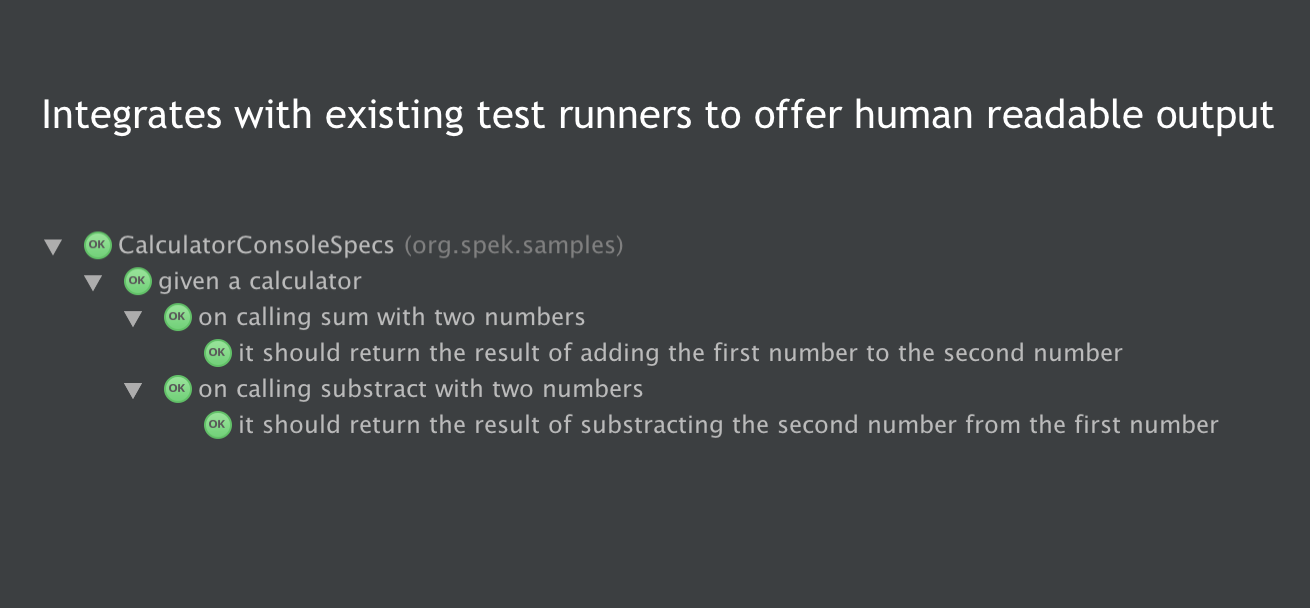 Integrates with existing test runners to offer human readable output
OK CalculatorConsoleSpecs (org.spek.samples)
OK given a calculator
OK on calling sum with two numbers
OK it should return the result of adding the first number to the second number
OK on calling substract with two numbers
OK it should return the result of substracting the second number from the first number